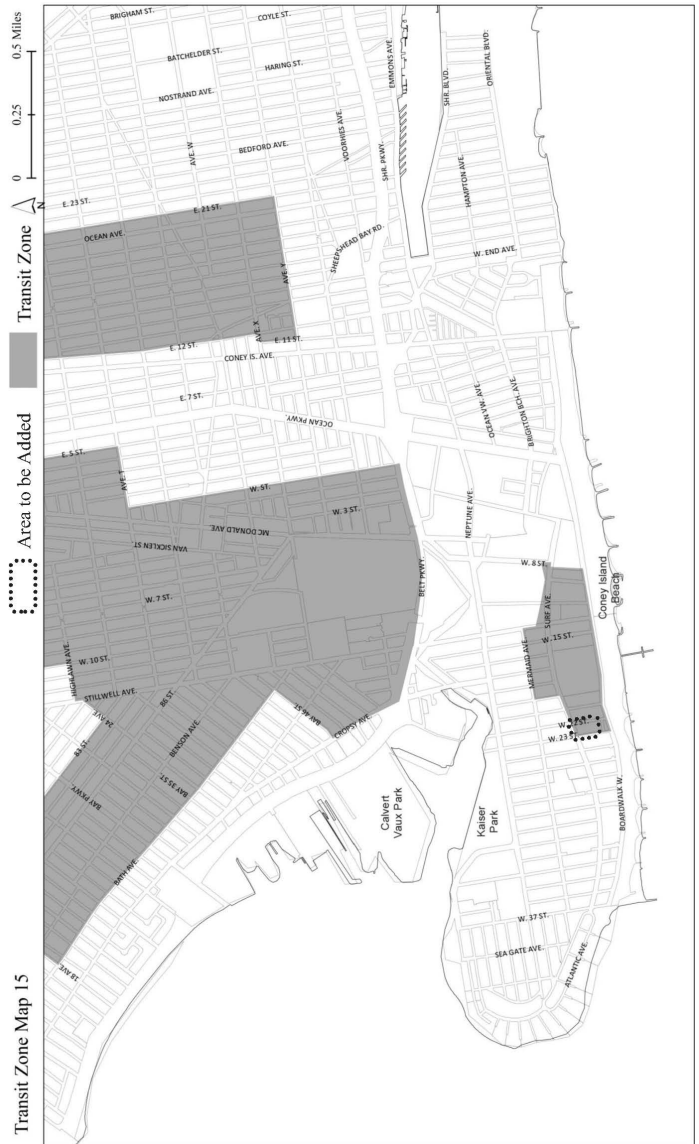 Transit Zone Map 15
Area to be Added
Transit Zone
N
0 0.25 0.5 Miles
BRIGHAM ST.
COYLE ST.
BATCHELDER ST.
HARING ST.
NOSTRAND AVE.
AVE. W
BEDFORD AVE.
VOORHIES AVE.
EMMONS AVE.
SHR. BLVD.
ORIENTAL BLVD.
SHR. PKWY.
HAMPTON AVE.
E. 23 ST.
E. 21 ST.
OCEAN AVE.
SHEEPSHEAD BAY RD.
AVE. Y
W. END AVE.
AVE. X
E. 12 ST.
E. 11 ST.
CONEY IS. AVE.
E. 7 ST.
OCEAN PKWY.
OCEAN VW. AVE.
BRIGHTON BCH. AVE.
E. 5 ST.
AVE. T
W. ST.
W. 3 ST.
MCDONALD AVE
VAN SICKLEN ST.
NEPTUNE AVE.
W. 7 ST.
BELT PKWY.
W. 8 ST.
HIGHLAWN AVE.
W. 10 ST.
STILLWELL AVE.
SURF AVE.
Coney Island
Beach
W. 15 ST.
MERMAID AVE.
24 AVE.
86 ST.
BAY 46 ST.
CROPSY AVE.
83 ST.
BENSON AVE.
W. 22 ST.
W. 23 ST.
BAY PKWY.
BAY 35 ST.
Calvert
Vaux Park
Kaiser
Park
BOARDWALK W.
BATH AVE.
W. 37 ST.
18 AVE.
SEA GATE AVE.
ATLANTIC AVE.